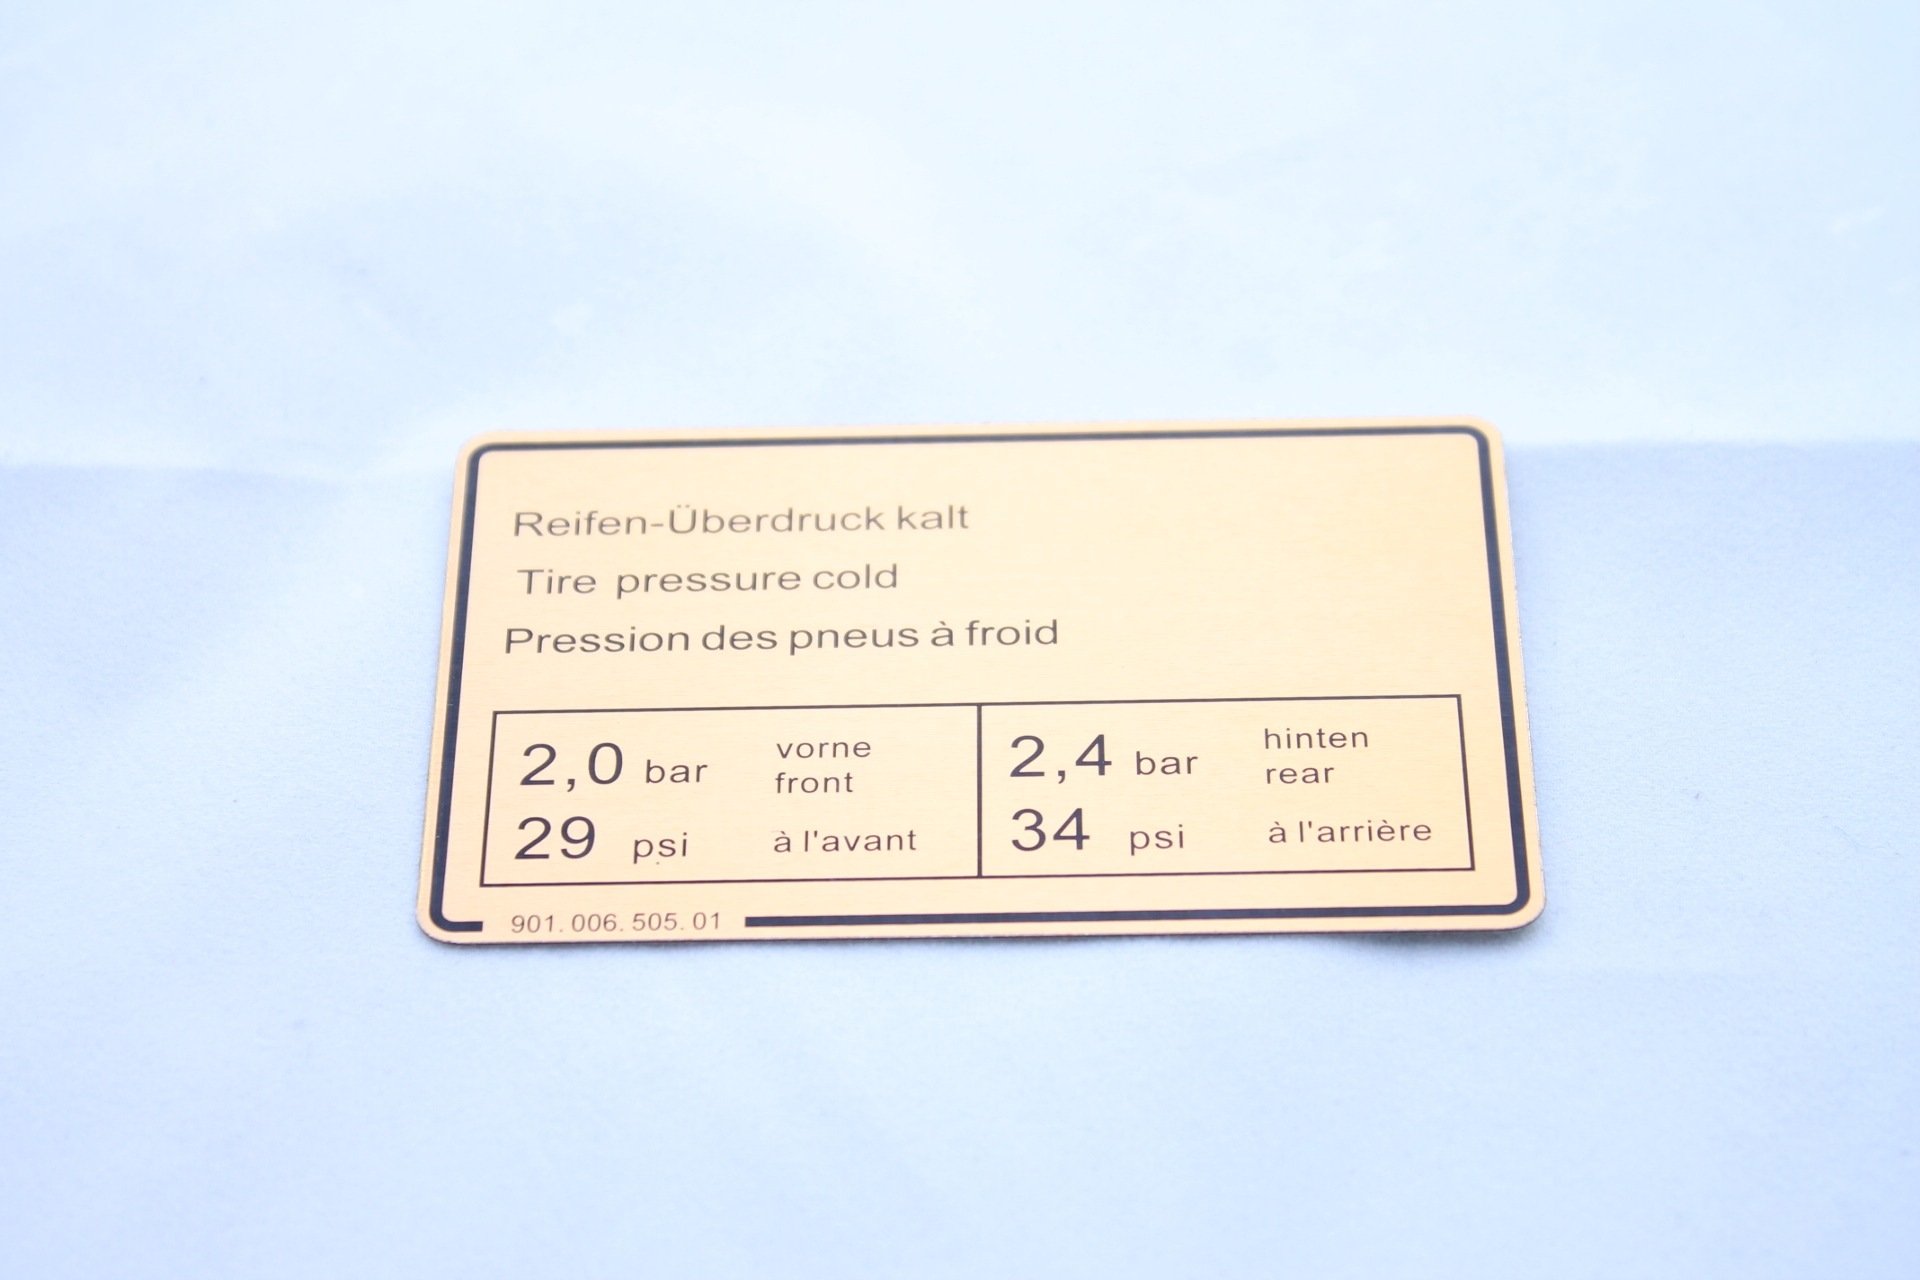 Reifen-Überdruck kalt
Tire pressure cold
Pression des pneus à froid
2,0 bar vorne
front
29 psi à l'avant
2,4 bar hinten
rear
34 psi à l'arrière
901.006.505.01